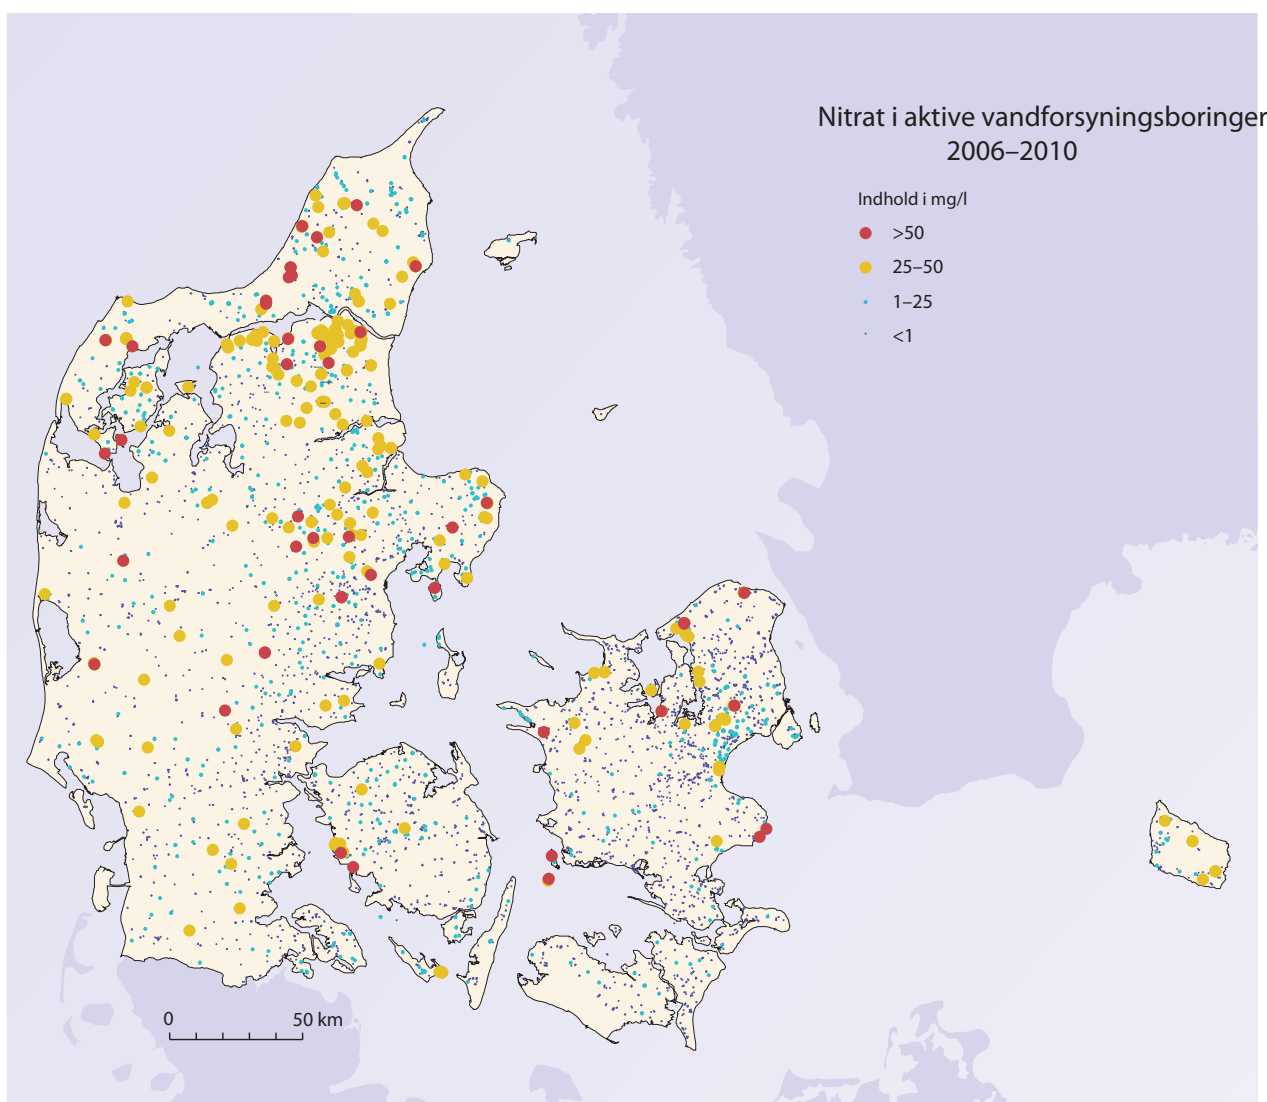 Nitrat i aktive vandforsyningsboringer
2006–2010
Indhold i mg/l
>50
25–50
1–25
<1
0 50 km